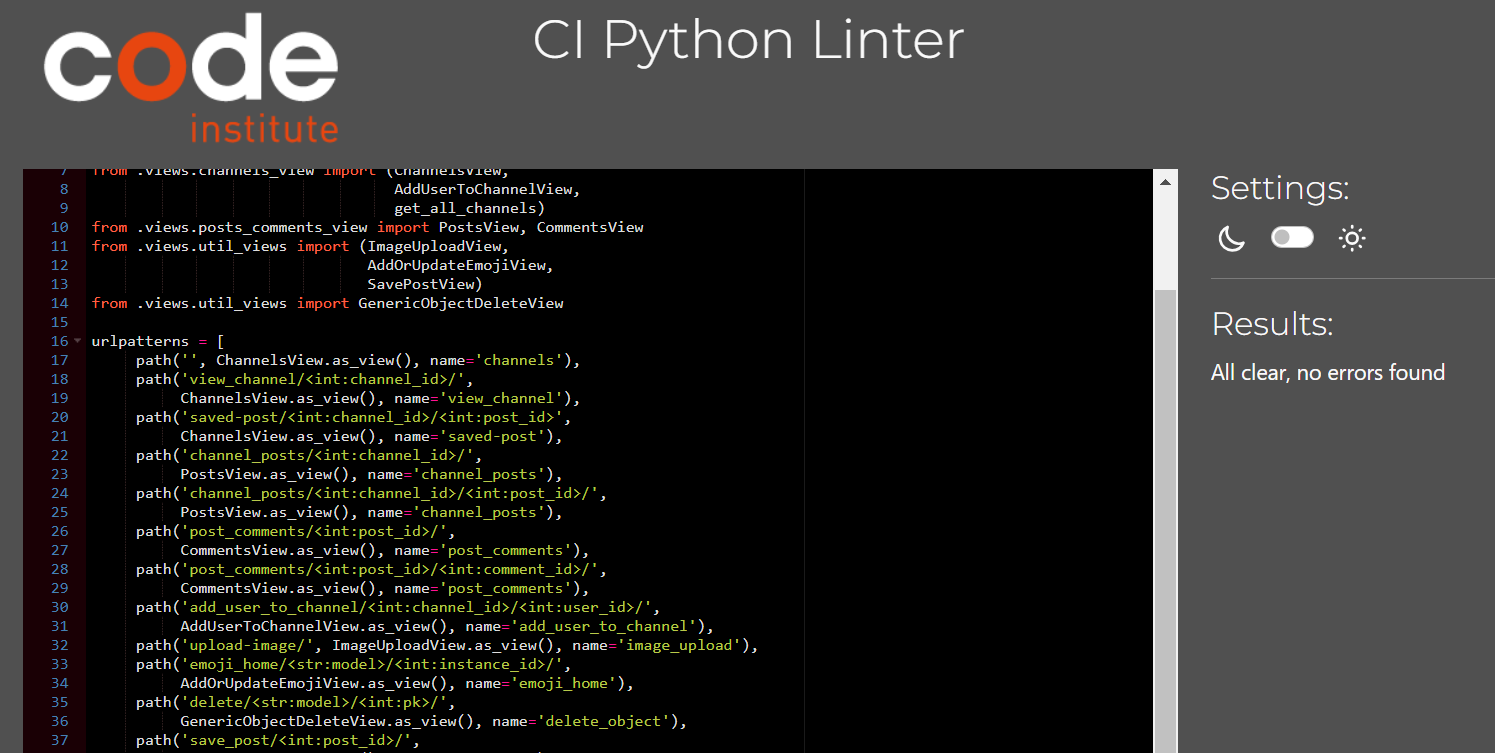 code
institute
CI Python Linter
7 from .views.channels_view import (ChannelsView,
8 AddUserToChannelView,
9 get_all_channels)
10 from .views.posts_comments_view import PostsView, CommentsView
11 from .views.util_views import (ImageUploadView,
12 AddOrUpdateEmojiView,
13 SavePostView)
14 from .views.util_views import GenericObjectDeleteView
15
16 urlpatterns = [
17 path('', ChannelsView.as_view(), name='channels'),
18 path('view_channel/<int:channel_id>/',
19 ChannelsView.as_view(), name='view_channel'),
20 path('saved-post/<int:channel_id>/<int:post_id>',
21 ChannelsView.as_view(), name='saved-post'),
22 path('channel_posts/<int:channel_id>/',
23 PostsView.as_view(), name='channel_posts'),
24 path('channel_posts/<int:channel_id>/<int:post_id>/',
25 PostsView.as_view(), name='channel_posts'),
26 path('post_comments/<int:post_id>/',
27 CommentsView.as_view(), name='post_comments'),
28 path('post_comments/<int:post_id>/<int:comment_id>/',
29 CommentsView.as_view(), name='post_comments'),
30 path('add_user_to_channel/<int:channel_id>/<int:user_id>/',
31 AddUserToChannelView.as_view(), name='add_user_to_channel'),
32 path('upload-image/', ImageUploadView.as_view(), name='image_upload'),
33 path('emoji_home/<str:model>/<int:instance_id>/',
34 AddOrUpdateEmojiView.as_view(), name='emoji_home'),
35 path('delete/<str:model>/<int:pk>/',
36 GenericObjectDeleteView.as_view(), name='delete_object'),
37 path('save_post/<int:post_id>/',
Settings:
Results:
All clear, no errors found